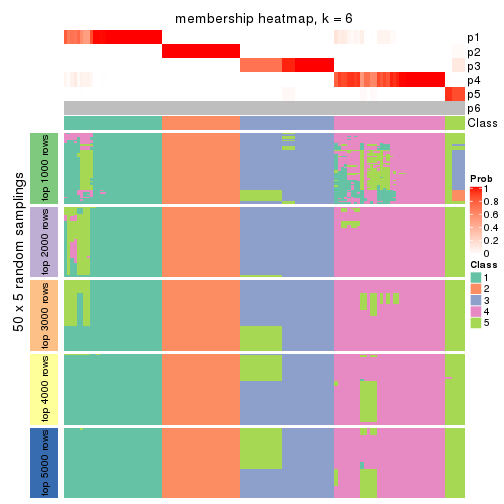 membership heatmap, k = 6
p1
p2
p3
p4
p5
p6
Class
50 x 5 random samplings
top 1000 rows
top 2000 rows
top 3000 rows
top 4000 rows
top 5000 rows
Prob
1
0.8
0.6
0.4
0.2
0
Class
1
2
3
4
5